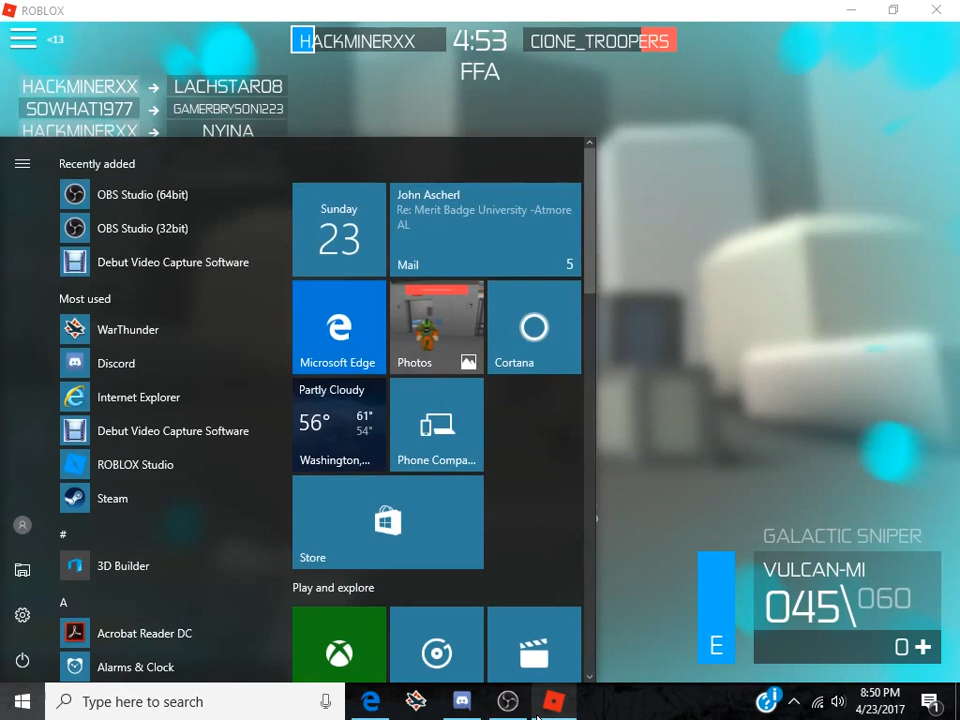 ROBLOX
<13
HACKMINERXX
4:53
CIONE_TROOPERS
FFA
HACKMINERXX → LACHSTAR08
SOWHAT1977 → GAMERBRYSON1223
HACKMINERXX → NYINA
Recently added
OBS Studio (64bit)
OBS Studio (32bit)
Debut Video Capture Software
Most used
WarThunder
Discord
Internet Explorer
Debut Video Capture Software
ROBLOX Studio
Steam
#
3D Builder
A
Acrobat Reader DC
Alarms & Clock
Sunday
23
John Ascherl
Re: Merit Badge University -Atmore
AL
Mail
5
Microsoft Edge
Photos
Cortana
Partly Cloudy
56°
61°
54°
Washington,...
Phone Compa...
Store
Play and explore
GALACTIC SNIPER
VULCAN-MI
045\060
E
0+
Type here to search
8:50 PM
4/23/2017
1